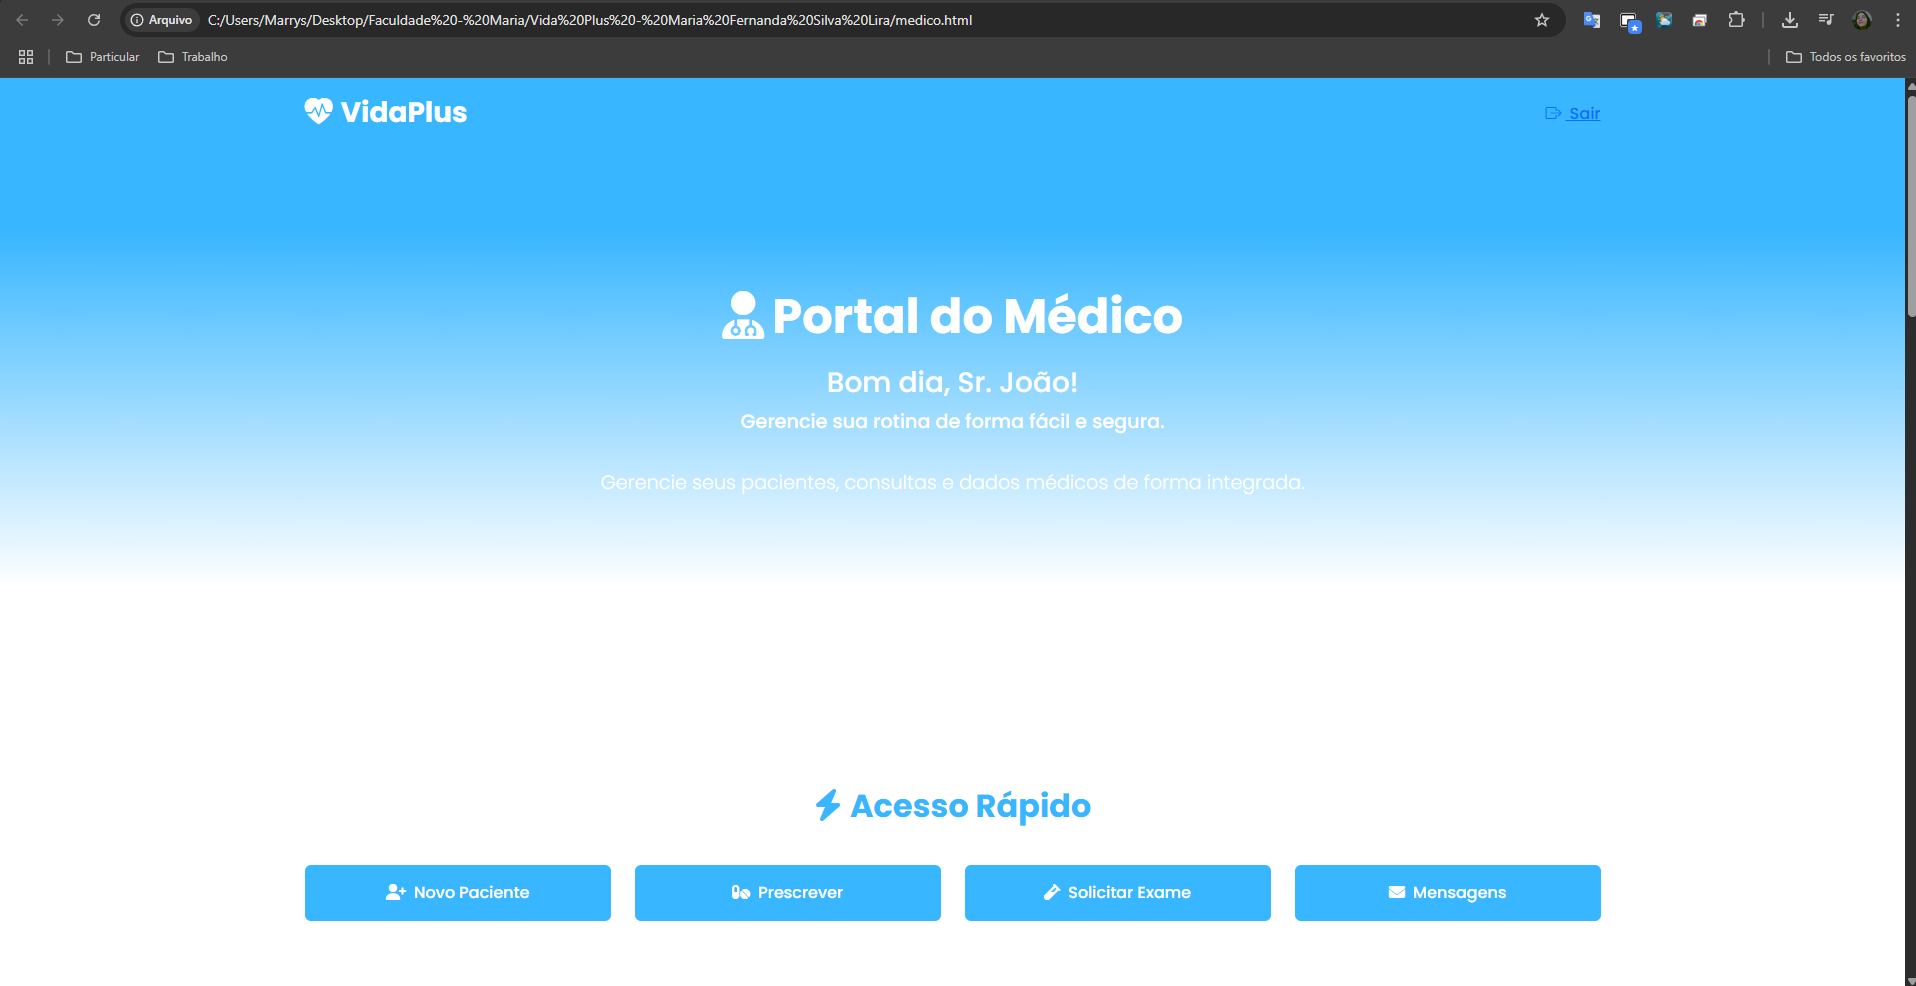 Arquivo C:/Users/Marrys/Desktop/Faculdade%20-%20Maria/Vida%20Plus%20-%20Maria%20Fernanda%20Silva%20Lira/medico.html
Particular Trabalho Todos os favoritos
VidaPlus Sair
Portal do Médico
Bom dia, Sr. João!
Gerencie sua rotina de forma fácil e segura.
Gerencie seus pacientes, consultas e dados médicos de forma integrada.
Acesso Rápido
Novo Paciente Prescrever Solicitar Exame Mensagens